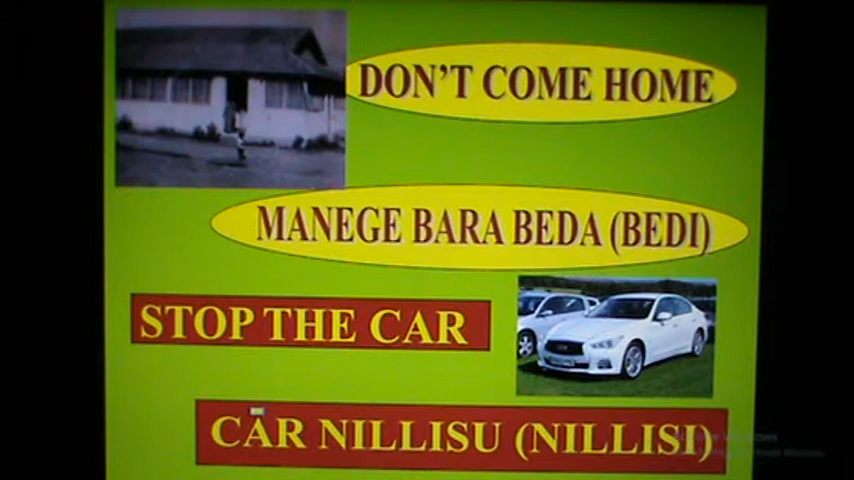 DON'T COME HOME
MANEGE BARA BEDA (BEDI)
STOP THE CAR
CAR NILLISU (NILLISI)